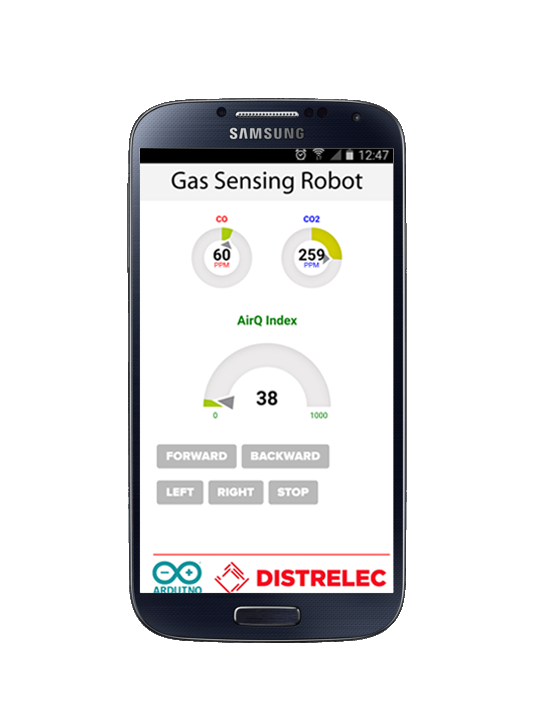 SAMSUNG
12:47
Gas Sensing Robot
CO CO2
60 259
PPM PPM
AirQ Index
38
0 1000
FORWARD BACKWARD
LEFT RIGHT STOP
ARDUINO DISTRELEC